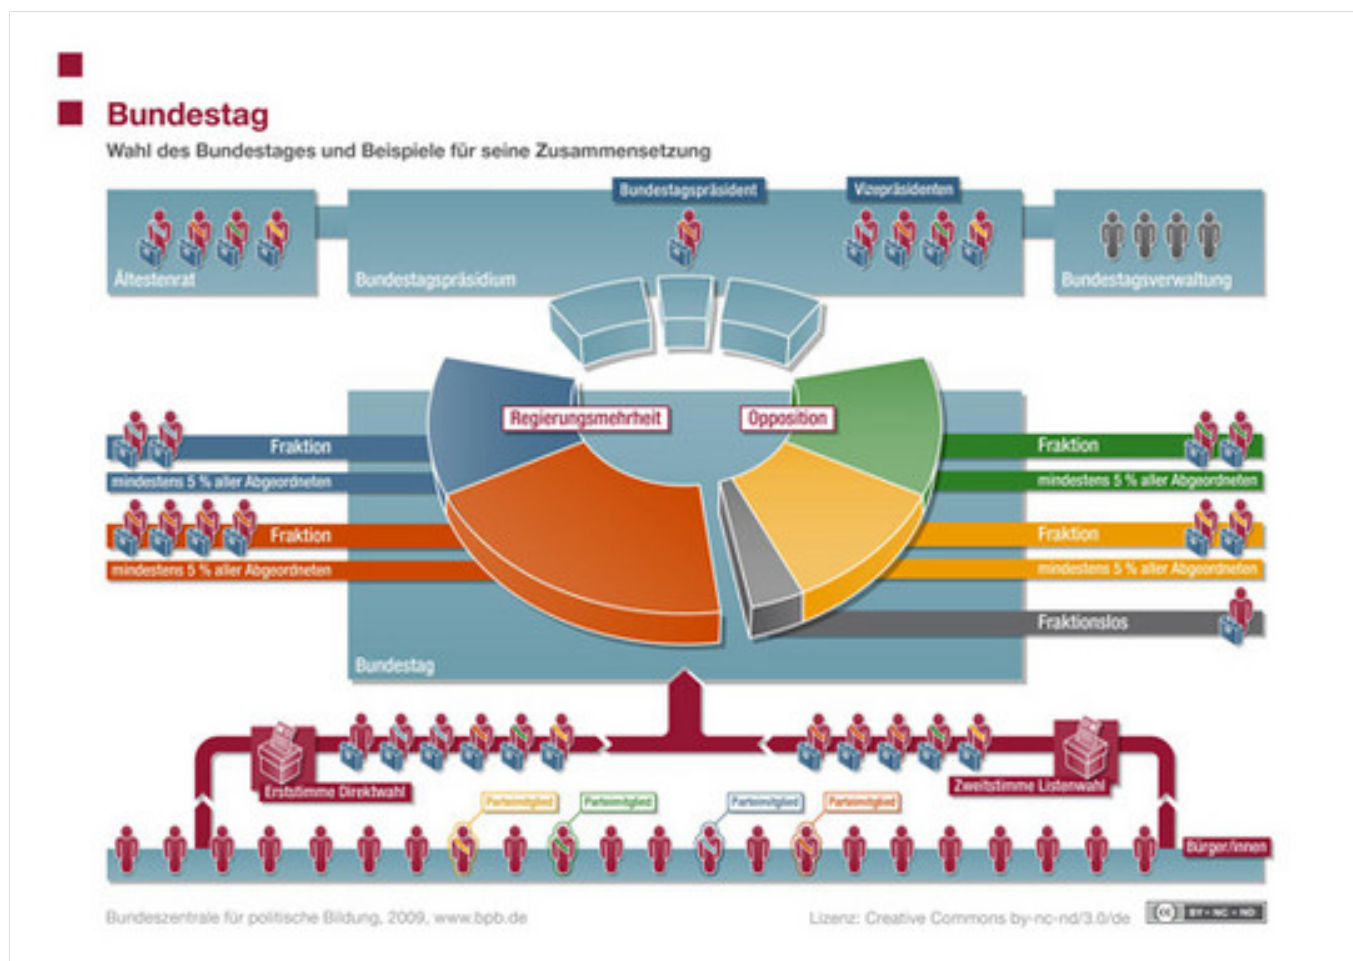 Bundestag
Wahl des Bundestages und Beispiele für seine Zusammensetzung
Bundestagspräsident
Vizepräsidenten
Ältestenrat
Bundestagspräsidium
Bundestagsverwaltung
Regierungsmehrheit
Opposition
Fraktion
mindestens 5 % aller Abgeordneten
Fraktion
mindestens 5 % aller Abgeordneten
Fraktion
mindestens 5 % aller Abgeordneten
Fraktion
mindestens 5 % aller Abgeordneten
Fraktionslos
Bundestag
Erststimme Direktwahl
Zweitstimme Listenwahl
Parteimitglied
Parteimitglied
Parteimitglied
Parteimitglied
Bürger/innen
Bundeszentrale für politische Bildung, 2009, www.bpb.de
Lizenz: Creative Commons by-nc-nd/3.0/de
cc BY - NC - ND